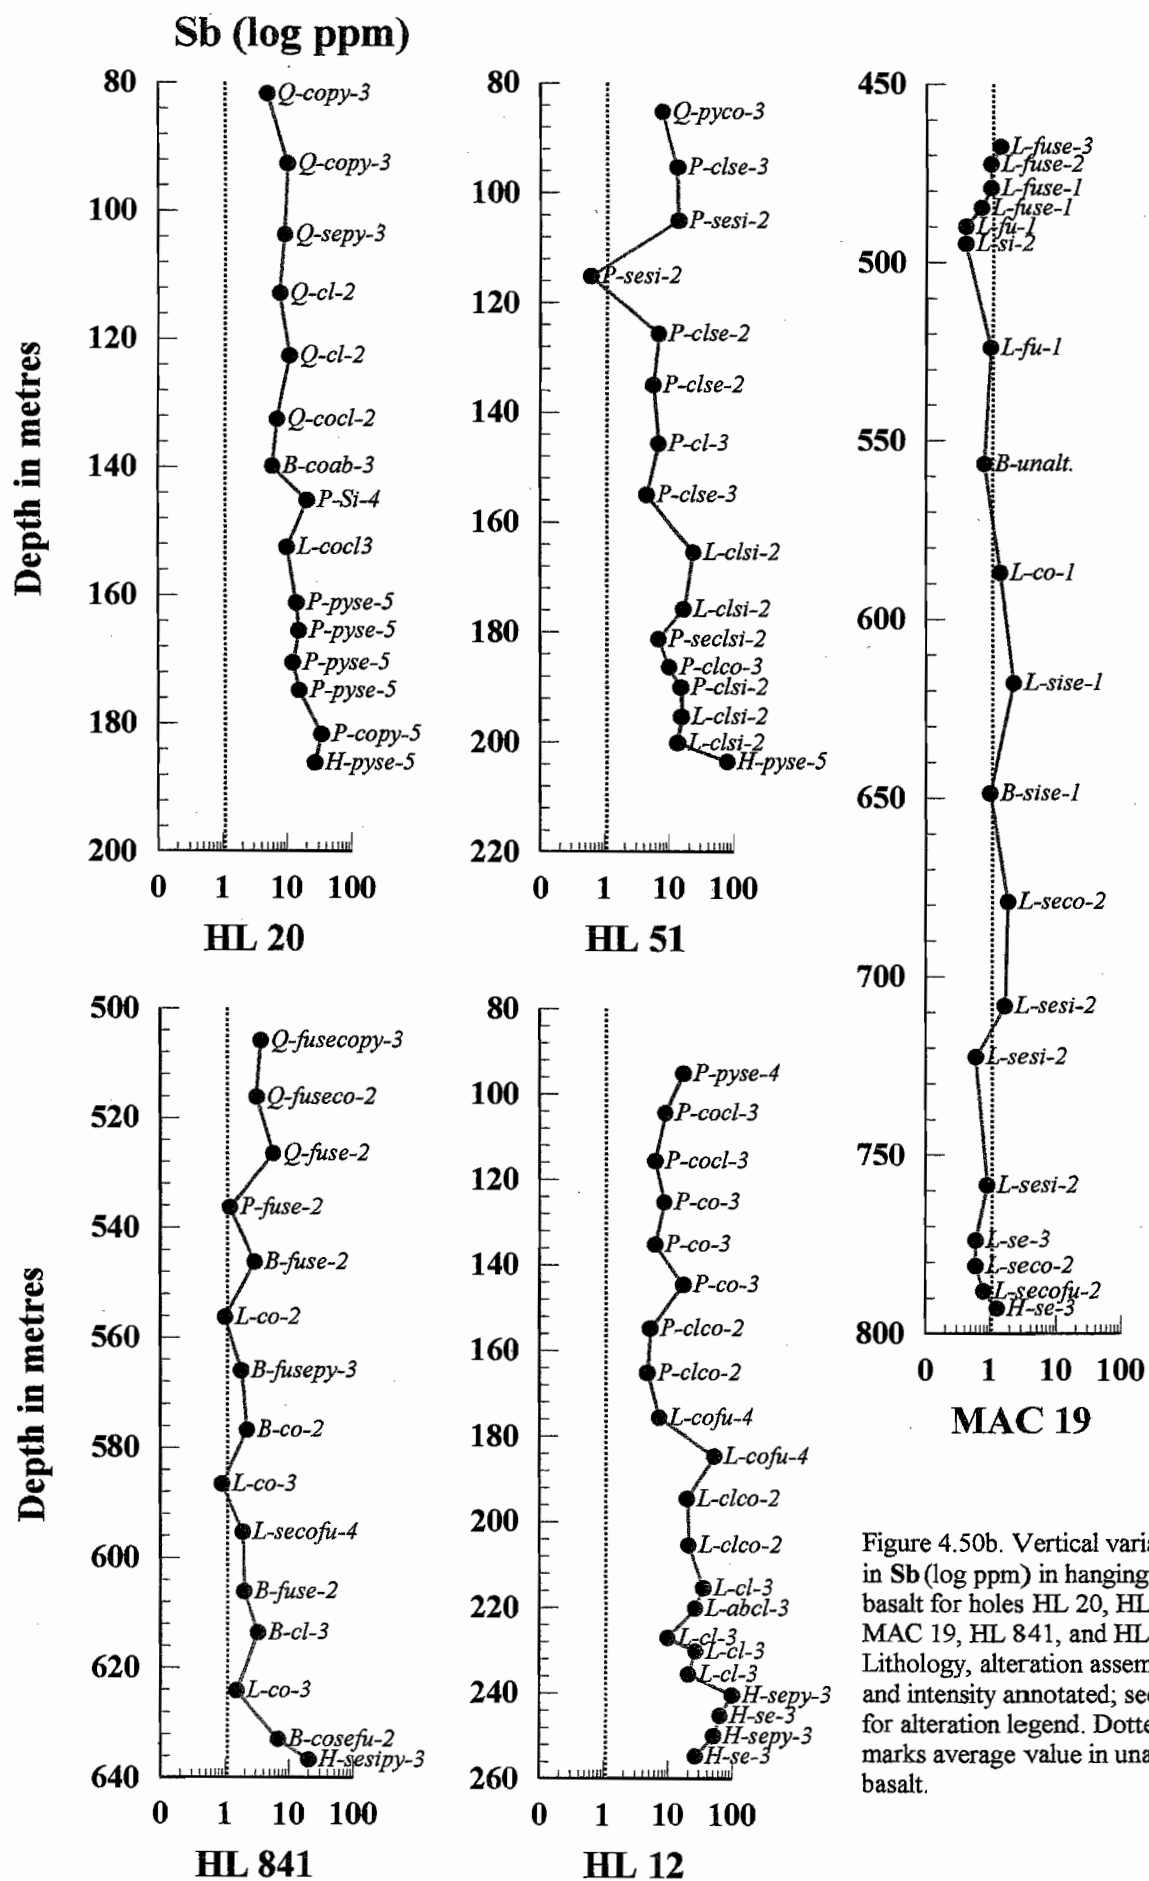 Sb (log ppm)
Depth in metres
80
100
120
140
160
180
200
Q-copy-3
Q-copy-3
Q-sepy-3
Q-cl-2
Q-cl-2
Q-cocl-2
B-coab-3
P-Si-4
L-cocl3
P-pyse-5
P-pyse-5
P-pyse-5
P-pyse-5
P-copy-5
H-pyse-5
0 1 10 100
HL 20
80
100
120
140
160
180
200
220
Q-pyco-3
P-clse-3
P-sesi-2
P-sesi-2
P-clse-2
P-clse-2
P-cl-3
P-clse-3
L-clsi-2
L-clsi-2
P-seclsi-2
P-clco-3
P-clsi-2
L-clsi-2
L-clsi-2
H-pyse-5
0 1 10 100
HL 51
450
500
550
600
650
700
750
800
L-fuse-3
L-fuse-2
L-fuse-1
L-fuse-1
L-fu-1
L-si-2
L-fu-1
B-unalt.
L-co-1
L-sise-1
B-sise-1
L-seco-2
L-sesi-2
L-sesi-2
L-sesi-2
L-se-3
L-seco-2
L-secofu-2
H-se-3
0 1 10 100
MAC 19
Depth in metres
500
520
540
560
580
600
620
640
Q-fusecopy-3
Q-fuseco-2
Q-fuse-2
P-fuse-2
B-fuse-2
L-co-2
B-fusepy-3
B-co-2
L-co-3
L-secofu-4
B-fuse-2
B-cl-3
L-co-3
B-cosefu-2
H-sesipy-3
0 1 10 100
HL 841
80
100
120
140
160
180
200
220
240
260
P-pyse-4
P-cocl-3
P-cocl-3
P-co-3
P-co-3
P-co-3
P-clco-2
P-clco-2
L-cofu-4
L-cofu-4
L-clco-2
L-clco-2
L-cl-3
L-abcl-3
L-cl-3
L-cl-3
L-cl-3
H-sepy-3
H-se-3
H-sepy-3
H-se-3
0 1 10 100
HL 12
Figure 4.50b. Vertical varia
in Sb (log ppm) in hanging
basalt for holes HL 20, HL
MAC 19, HL 841, and HL
Lithology, alteration assem
and intensity annotated; see
for alteration legend. Dotte
marks average value in una
basalt.